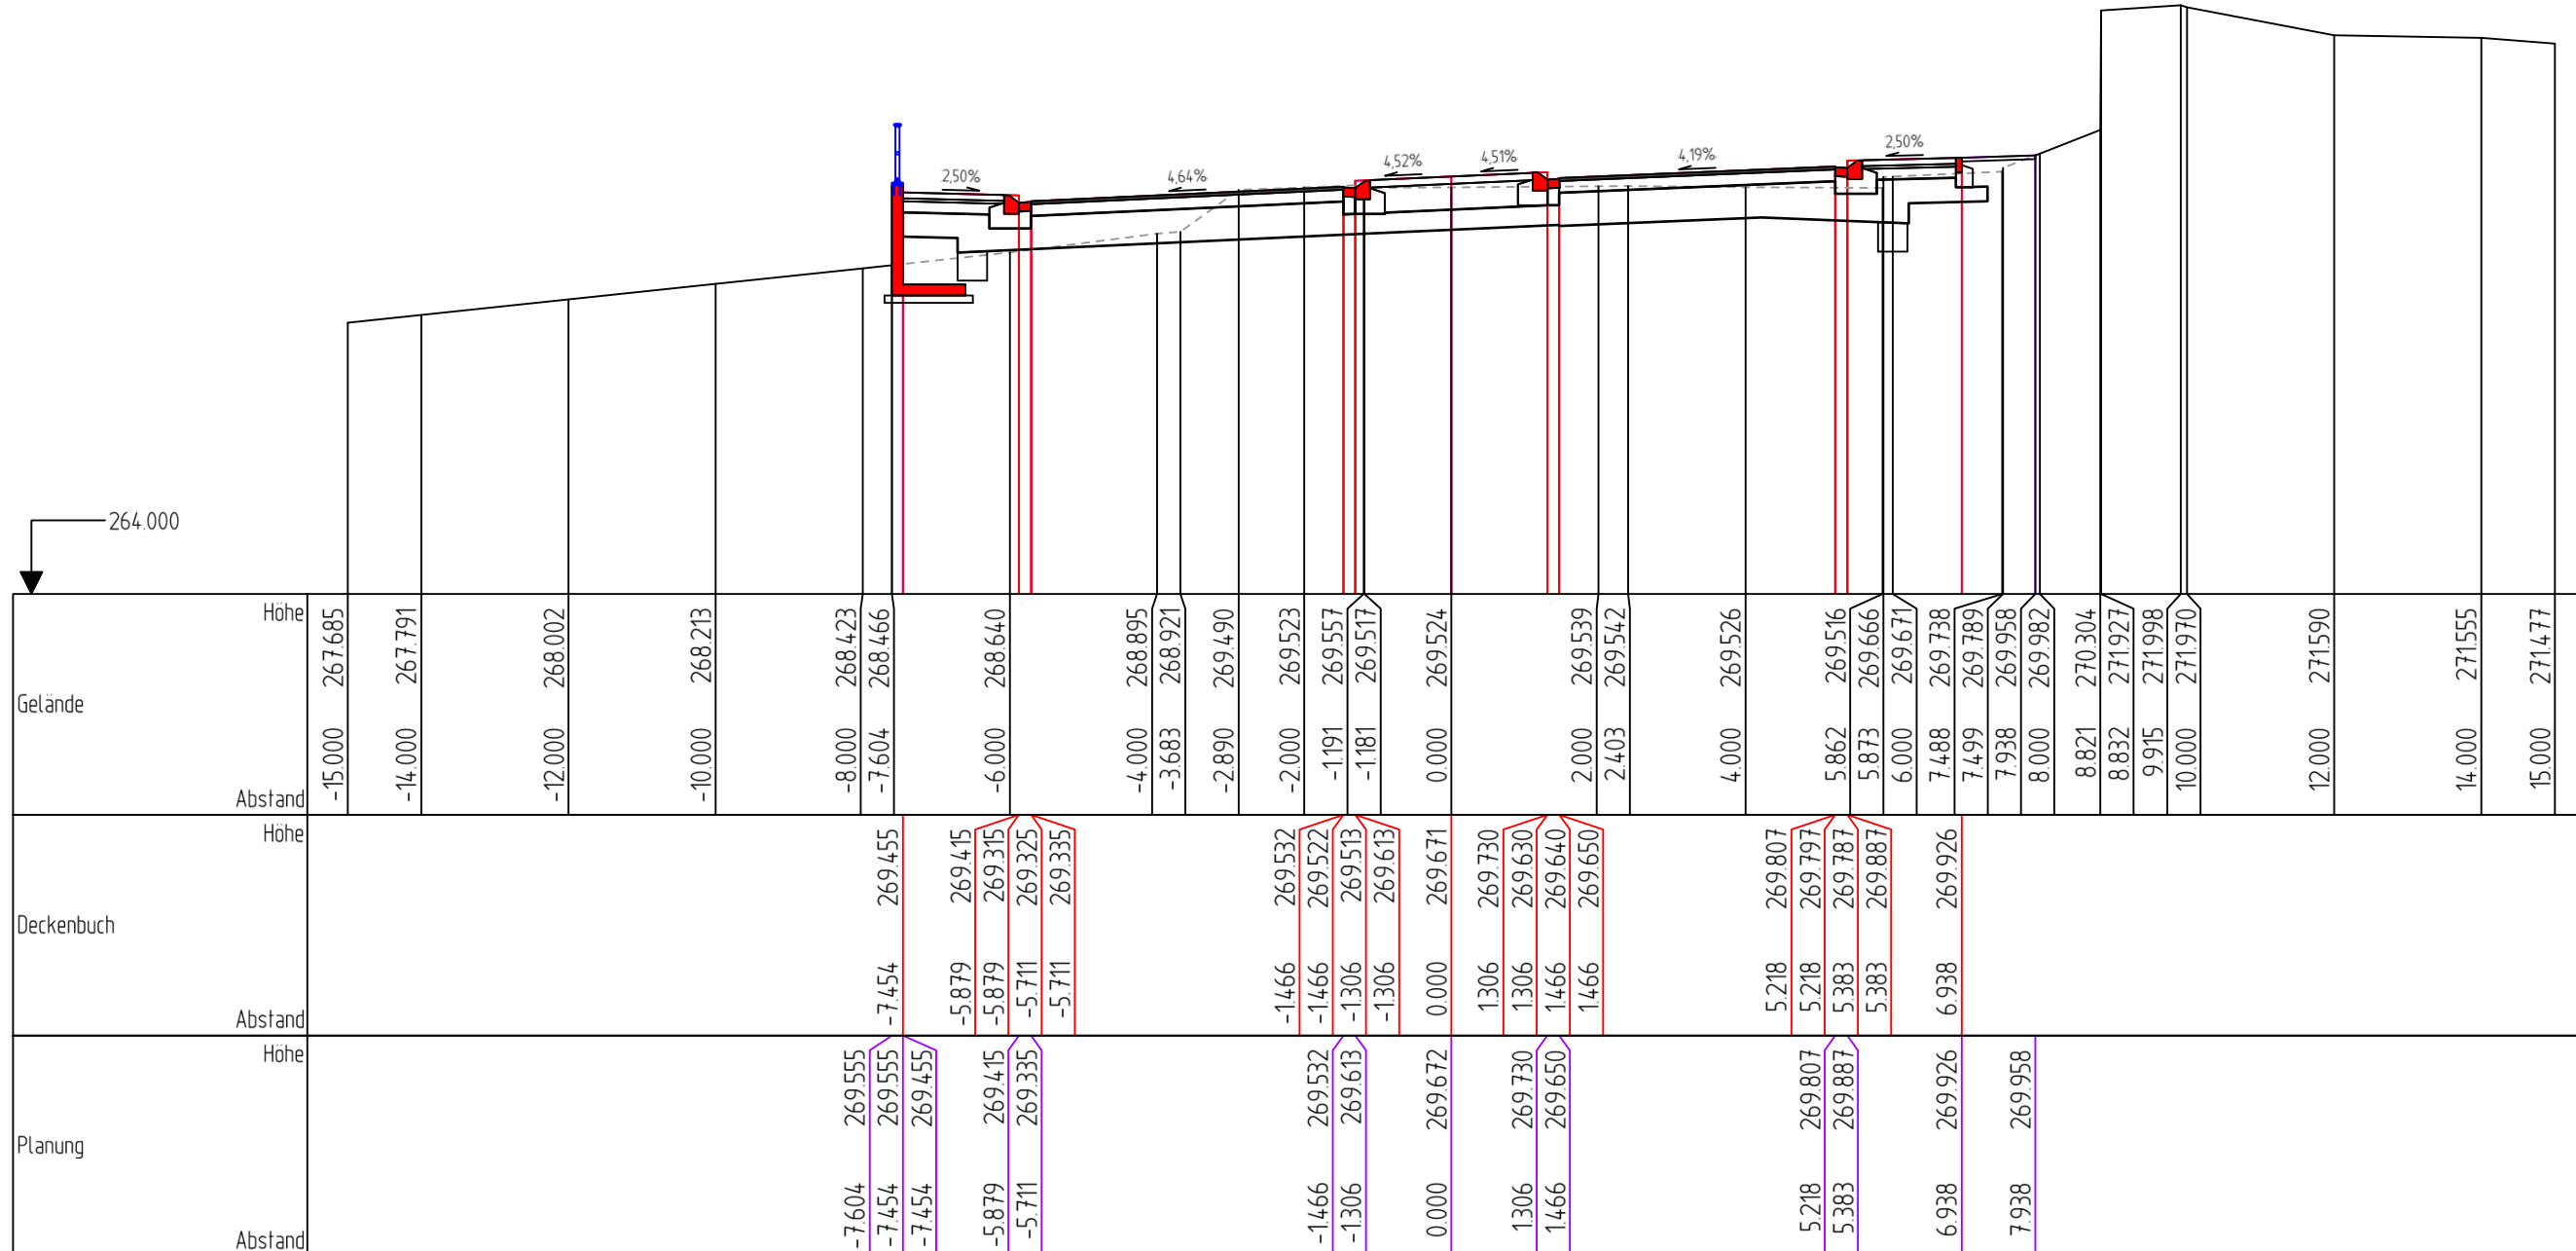 2,50%
4,64%
4,52%
4,51%
4,19%
2,50%
264.000
Höhe
267.685 267.791 268.002 268.213 268.423 268.466 268.640 268.895 268.921 269.490 269.523 269.557 269.517 269.524 269.539 269.542 269.526 269.516 269.666 269.671 269.738 269.789 269.958 269.982 270.304 271.927 271.998 271.970 271.590 271.555 271.477
Gelände
-15.000 -14.000 -12.000 -10.000 -8.000 -7.604 -6.000 -4.000 -3.683 -2.890 -2.000 -1.191 -1.181 0.000 2.000 2.403 4.000 5.862 5.873 6.000 7.488 7.499 7.938 8.000 8.821 8.832 9.915 10.000 12.000 14.000 15.000
Abstand
Höhe
269.455 269.415 269.315 269.325 269.335 269.532 269.522 269.513 269.613 269.671 269.730 269.630 269.640 269.650 269.807 269.797 269.787 269.887 269.926
Deckenbuch
-7.454 -5.879 -5.879 -5.711 -5.711 -1.466 -1.466 -1.306 -1.306 0.000 1.306 1.306 1.466 1.466 5.218 5.218 5.383 5.383 6.938
Abstand
Höhe
269.555 269.555 269.455 269.415 269.335 269.532 269.613 269.672 269.730 269.650 269.807 269.887 269.926 269.958
Planung
-7.604 -7.454 -7.454 -5.879 -5.711 -1.466 -1.306 0.000 1.306 1.466 5.218 5.383 6.938 7.938
Abstand